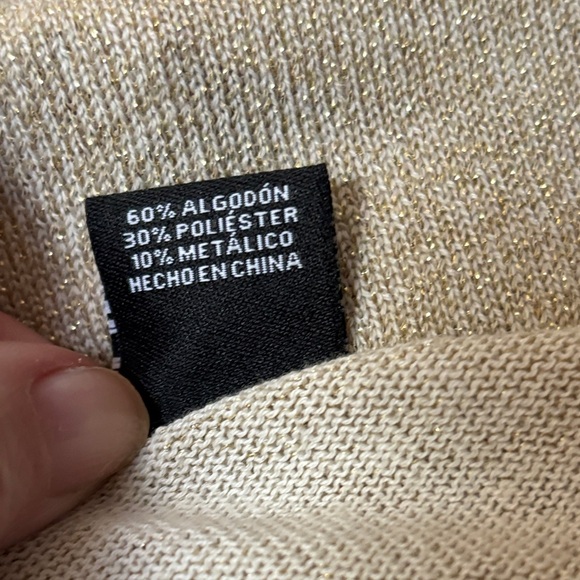 60% ALGODÓN
30% POLIÉSTER
10% METÁLICO
HECHO EN CHINA